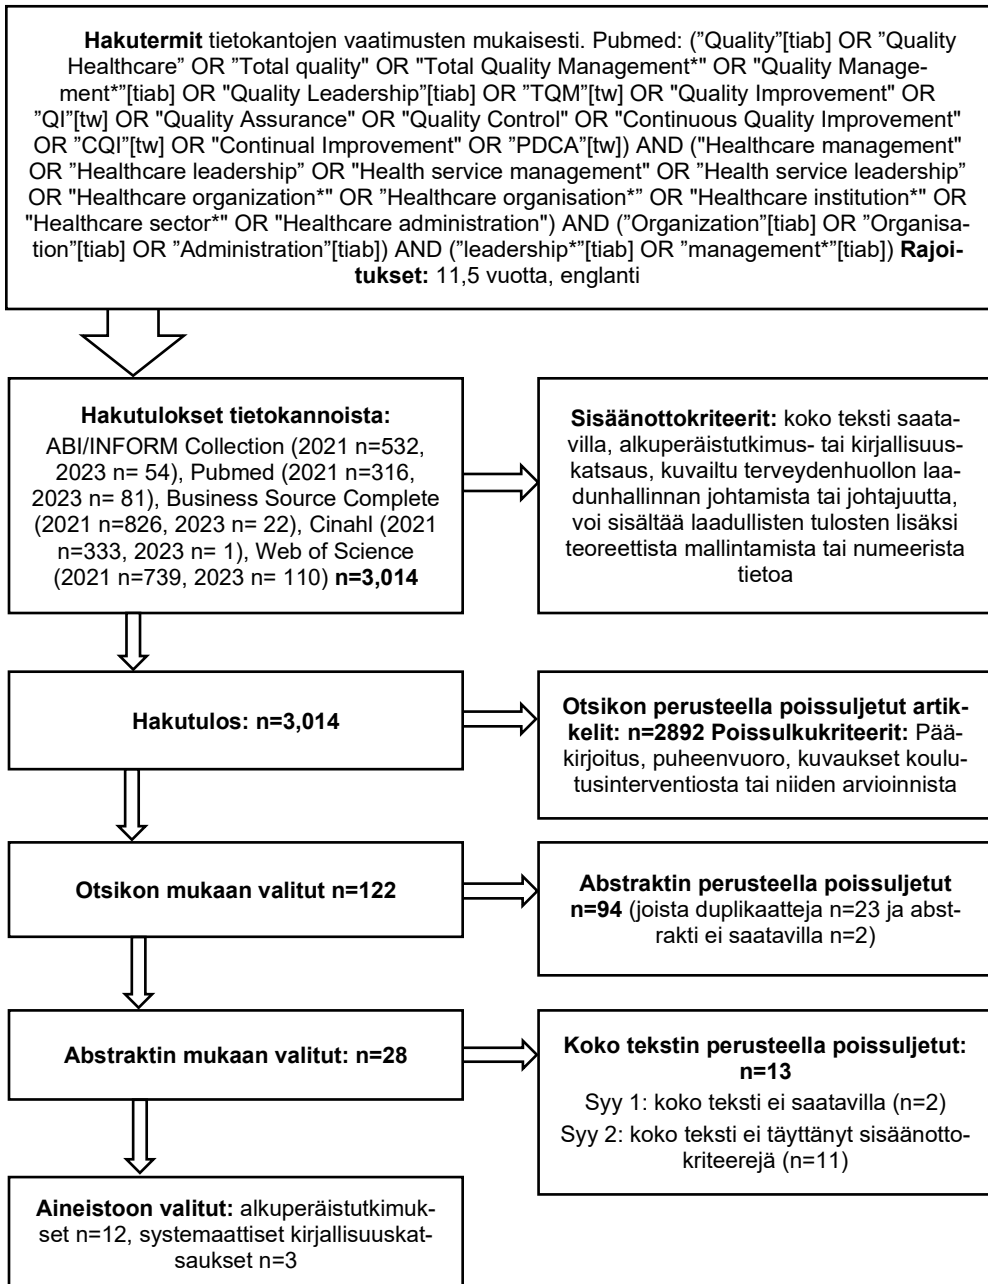 Hakutermit tietokantojen vaatimusten mukaisesti. Pubmed: (”Quality”[tiab] OR ”Quality
Healthcare” OR ”Total quality" OR "Total Quality Management*" OR "Quality Manage-
ment*”[tiab] OR "Quality Leadership”[tiab] OR ”TQM”[tw] OR "Quality Improvement" OR
”QI”[tw] OR "Quality Assurance" OR "Quality Control" OR "Continuous Quality Improvement"
OR ”CQI”[tw] OR "Continual Improvement" OR ”PDCA”[tw]) AND ("Healthcare management"
OR ”Healthcare leadership” OR "Health service management" OR ”Health service leadership”
OR "Healthcare organization*" OR ”Healthcare organisation*” OR "Healthcare institution*" OR
"Healthcare sector*" OR "Healthcare administration") AND (”Organization”[tiab] OR ”Organisa-
tion”[tiab] OR ”Administration”[tiab]) AND (”leadership*”[tiab] OR ”management*”[tiab]) Rajoi-
tukset: 11,5 vuotta, englanti
Hakutulokset tietokannoista:
ABI/INFORM Collection (2021 n=532,
2023 n= 54), Pubmed (2021 n=316,
2023 n= 81), Business Source Complete
(2021 n=826, 2023 n= 22), Cinahl (2021
n=333, 2023 n= 1), Web of Science
(2021 n=739, 2023 n= 110) n=3,014
Sisäänottokriteerit: koko teksti saata-
villa, alkuperäistutkimus- tai kirjallisuus-
katsaus, kuvailtu terveydenhuollon laa-
dunhallinnan johtamista tai johtajuutta,
voi sisältää laadullisten tulosten lisäksi
teoreettista mallintamista tai numeerista
tietoa
Hakutulos: n=3,014
Otsikon perusteella poissuljetut artik-
kelit: n=2892 Poissulkukriteerit: Pää-
kirjoitus, puheenvuoro, kuvaukset koulu-
tusinterventiosta tai niiden arvioinnista
Otsikon mukaan valitut n=122
Abstraktin perusteella poissuljetut
n=94 (joista duplikaatteja n=23 ja abst-
rakti ei saatavilla n=2)
Abstraktin mukaan valitut: n=28
Koko tekstin perusteella poissuljetut:
n=13
Syy 1: koko teksti ei saatavilla (n=2)
Syy 2: koko teksti ei täyttänyt sisäänotto-
kriteerejä (n=11)
Aineistoon valitut: alkuperäistutkimuk-
set n=12, systemaattiset kirjallisuuskat-
saukset n=3